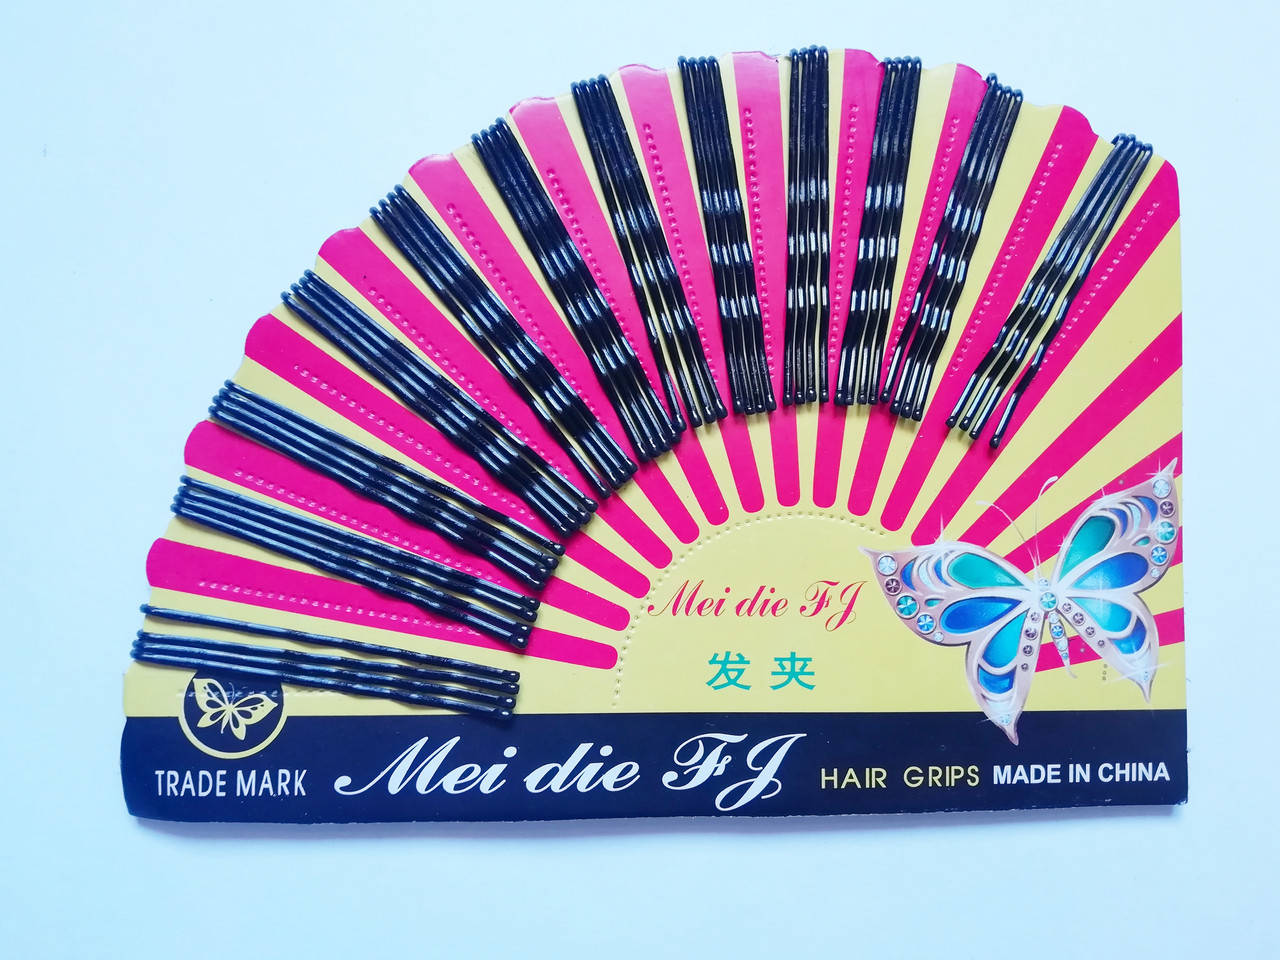 Mei die FJ
发夹
TRADE MARK Mei die FJ HAIR GRIPS MADE IN CHINA